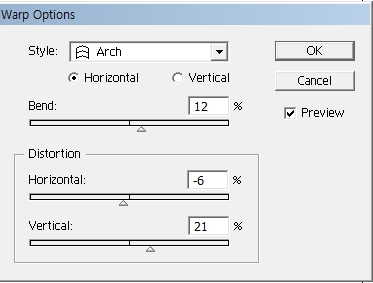 Warp Options
Style: Arch
OK
Horizontal Vertical
Cancel
Bend: 12 %
Preview
Distortion
Horizontal: -6 %
Vertical: 21 %